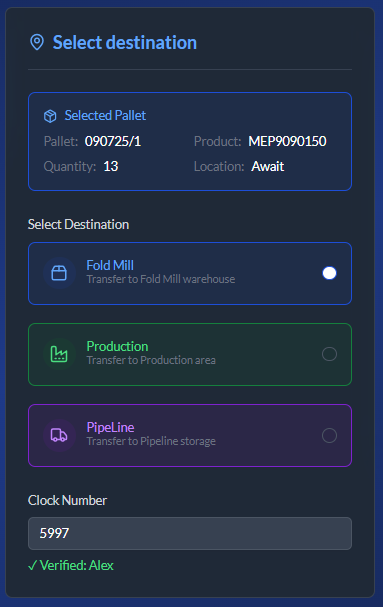 Select destination
Selected Pallet
Pallet: 090725/1 Product: MEP9090150
Quantity: 13 Location: Await
Select Destination
Fold Mill
Transfer to Fold Mill warehouse
Production
Transfer to Production area
PipeLine
Transfer to Pipeline storage
Clock Number
5997
✓ Verified: Alex